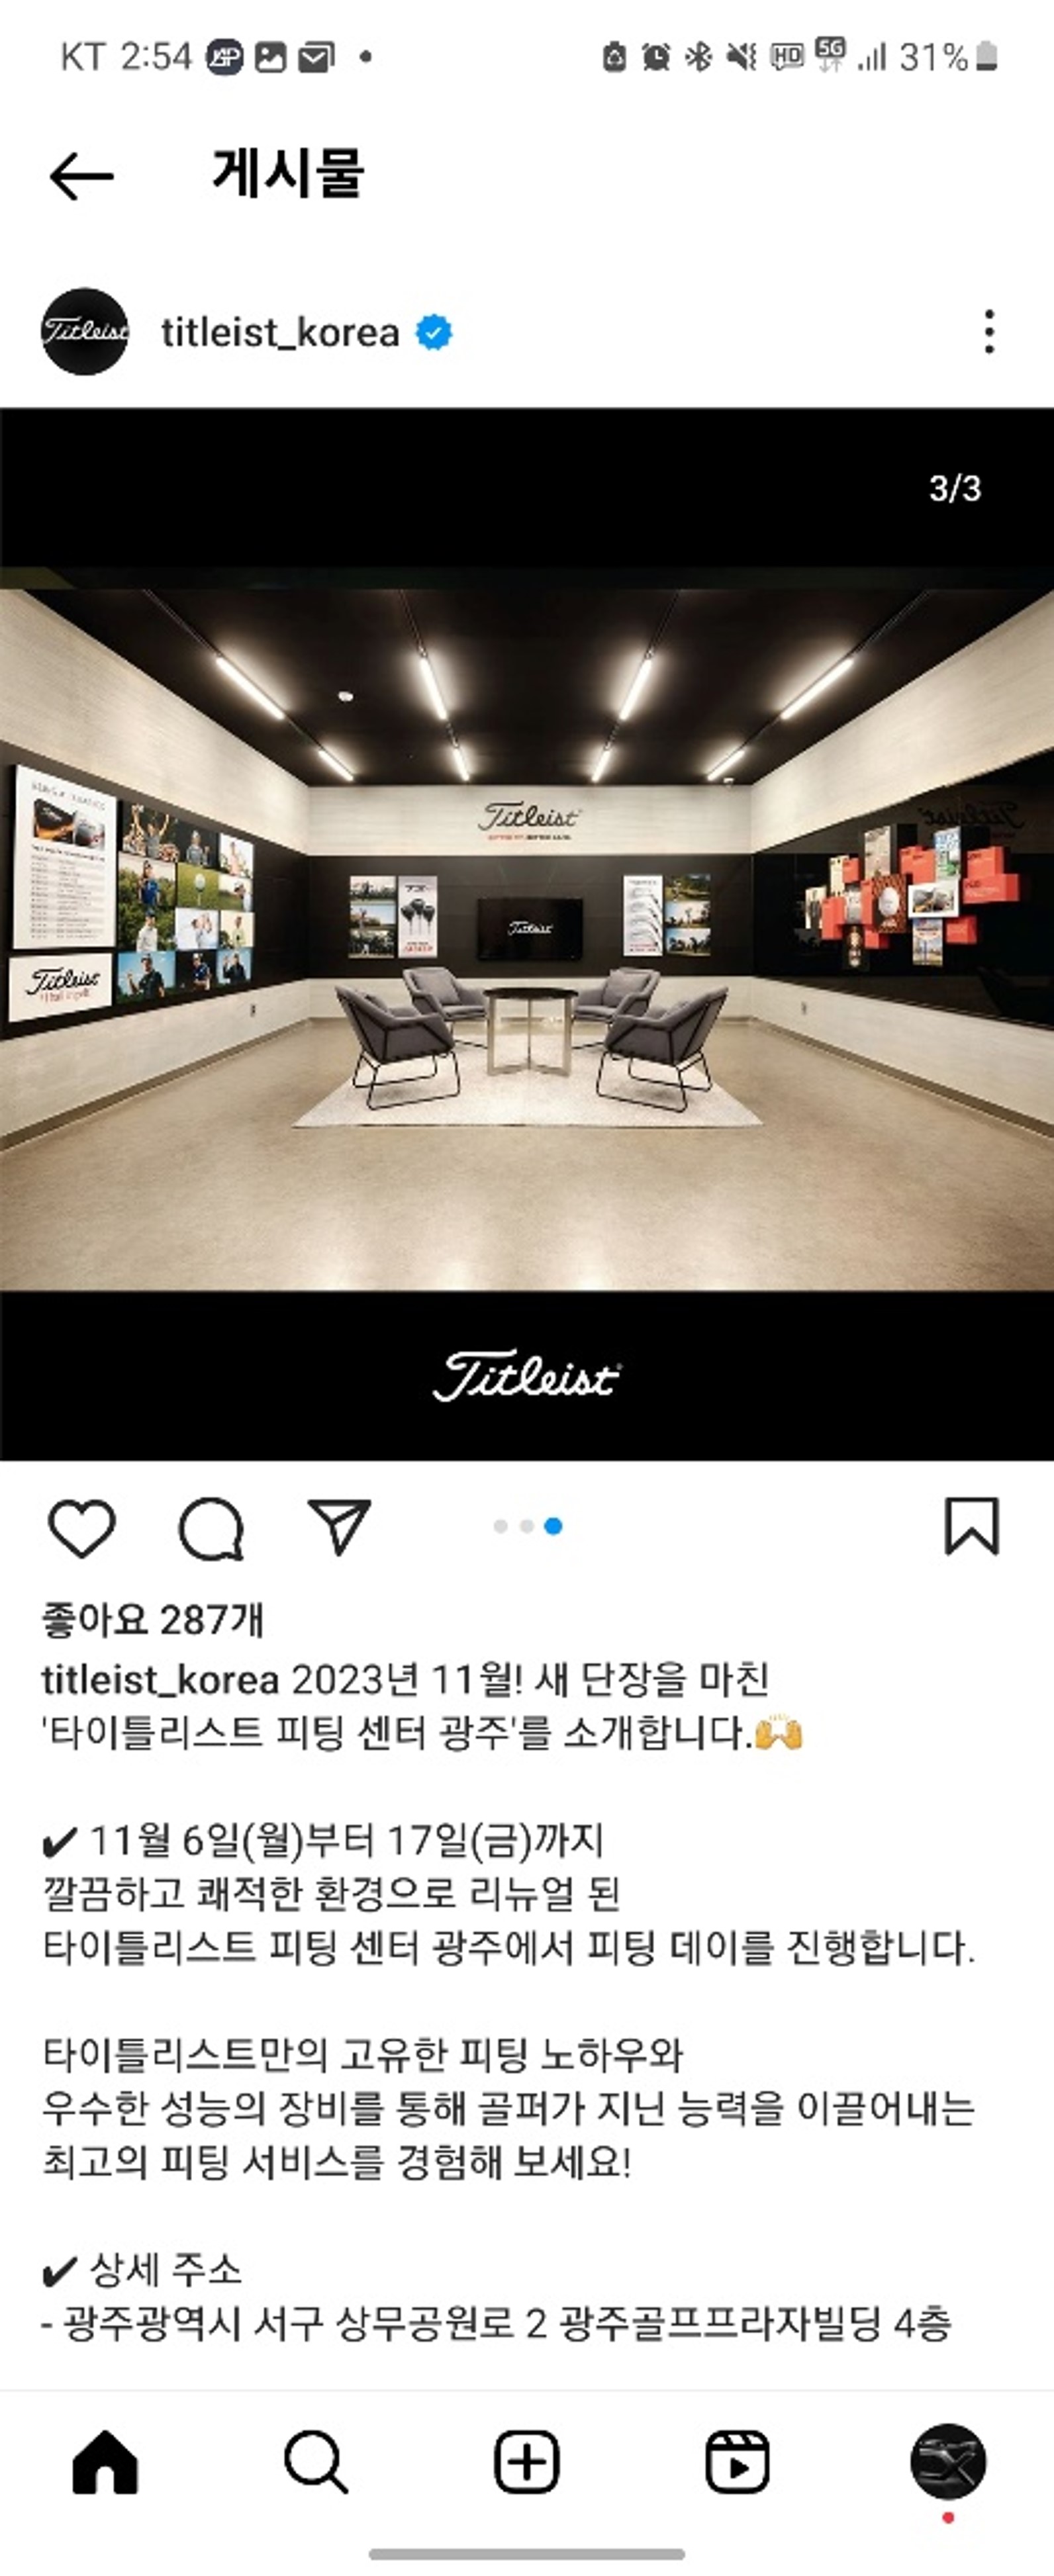 KT 2:54
HD 5G 31%
게시물
Titleist
titleist_korea
3/3
Titleist
Titleist
Titleist
Titleist
좋아요 287개
titleist_korea 2023년 11월! 새 단장을 마친
'타이틀리스트 피팅 센터 광주'를 소개합니다.🙌
✔ 11월 6일(월)부터 17일(금)까지
깔끔하고 쾌적한 환경으로 리뉴얼 된
타이틀리스트 피팅 센터 광주에서 피팅 데이를 진행합니다.
타이틀리스트만의 고유한 피팅 노하우와
우수한 성능의 장비를 통해 골퍼가 지닌 능력을 이끌어내는
최고의 피팅 서비스를 경험해 보세요!
✔ 상세 주소
- 광주광역시 서구 상무공원로 2 광주골프프라자빌딩 4층